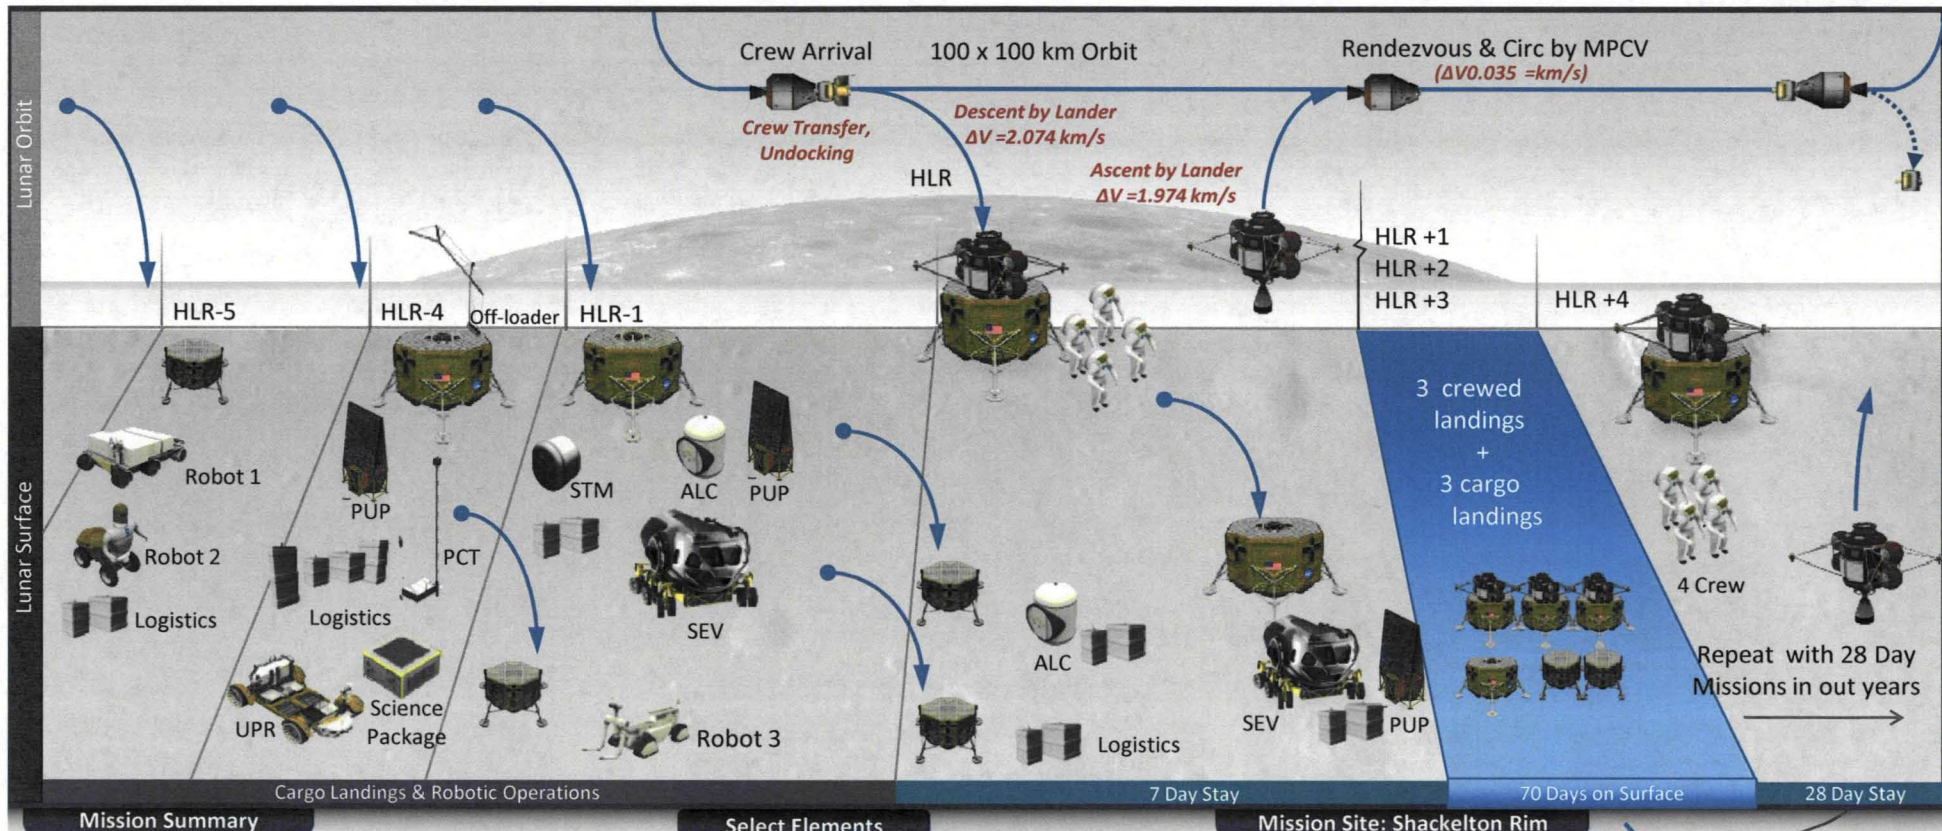 Lunar Orbit
Crew Arrival
100 x 100 km Orbit
Rendezvous & Circ by MPCV
(ΔV0.035 =km/s)
Crew Transfer,
Undocking
Descent by Lander
ΔV =2.074 km/s
HLR
Ascent by Lander
ΔV =1.974 km/s
HLR +1
HLR +2
HLR +3
HLR-5
HLR-4
Off-loader
HLR-1
HLR +4
Lunar Surface
Robot 1
Robot 2
Logistics
PUP
PCT
Logistics
UPR
Science
Package
STM
ALC
PUP
SEV
Robot 3
ALC
Logistics
SEV
PUP
3 crewed
landings
+
3 cargo
landings
4 Crew
Repeat with 28 Day
Missions in out years
Cargo Landings & Robotic Operations
7 Day Stay
70 Days on Surface
28 Day Stay
Mission Summary
Select Elements
Mission Site: Shackelton Rim